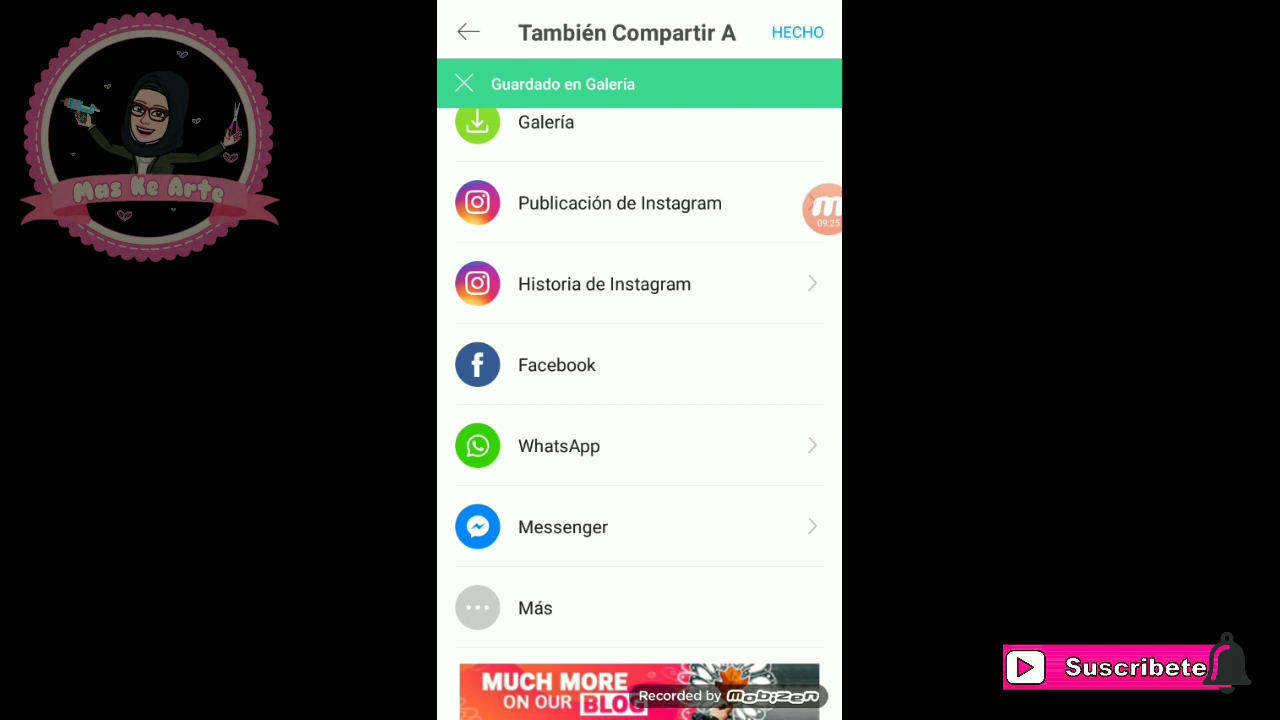 También Compartir A
HECHO
Guardado en Galería
Galería
Publicación de Instagram
09:25
Historia de Instagram
Facebook
WhatsApp
Messenger
Más
MUCH MORE
ON OUR BLOG
Recorded by mobizen
Mas Ke Arte
Suscribete